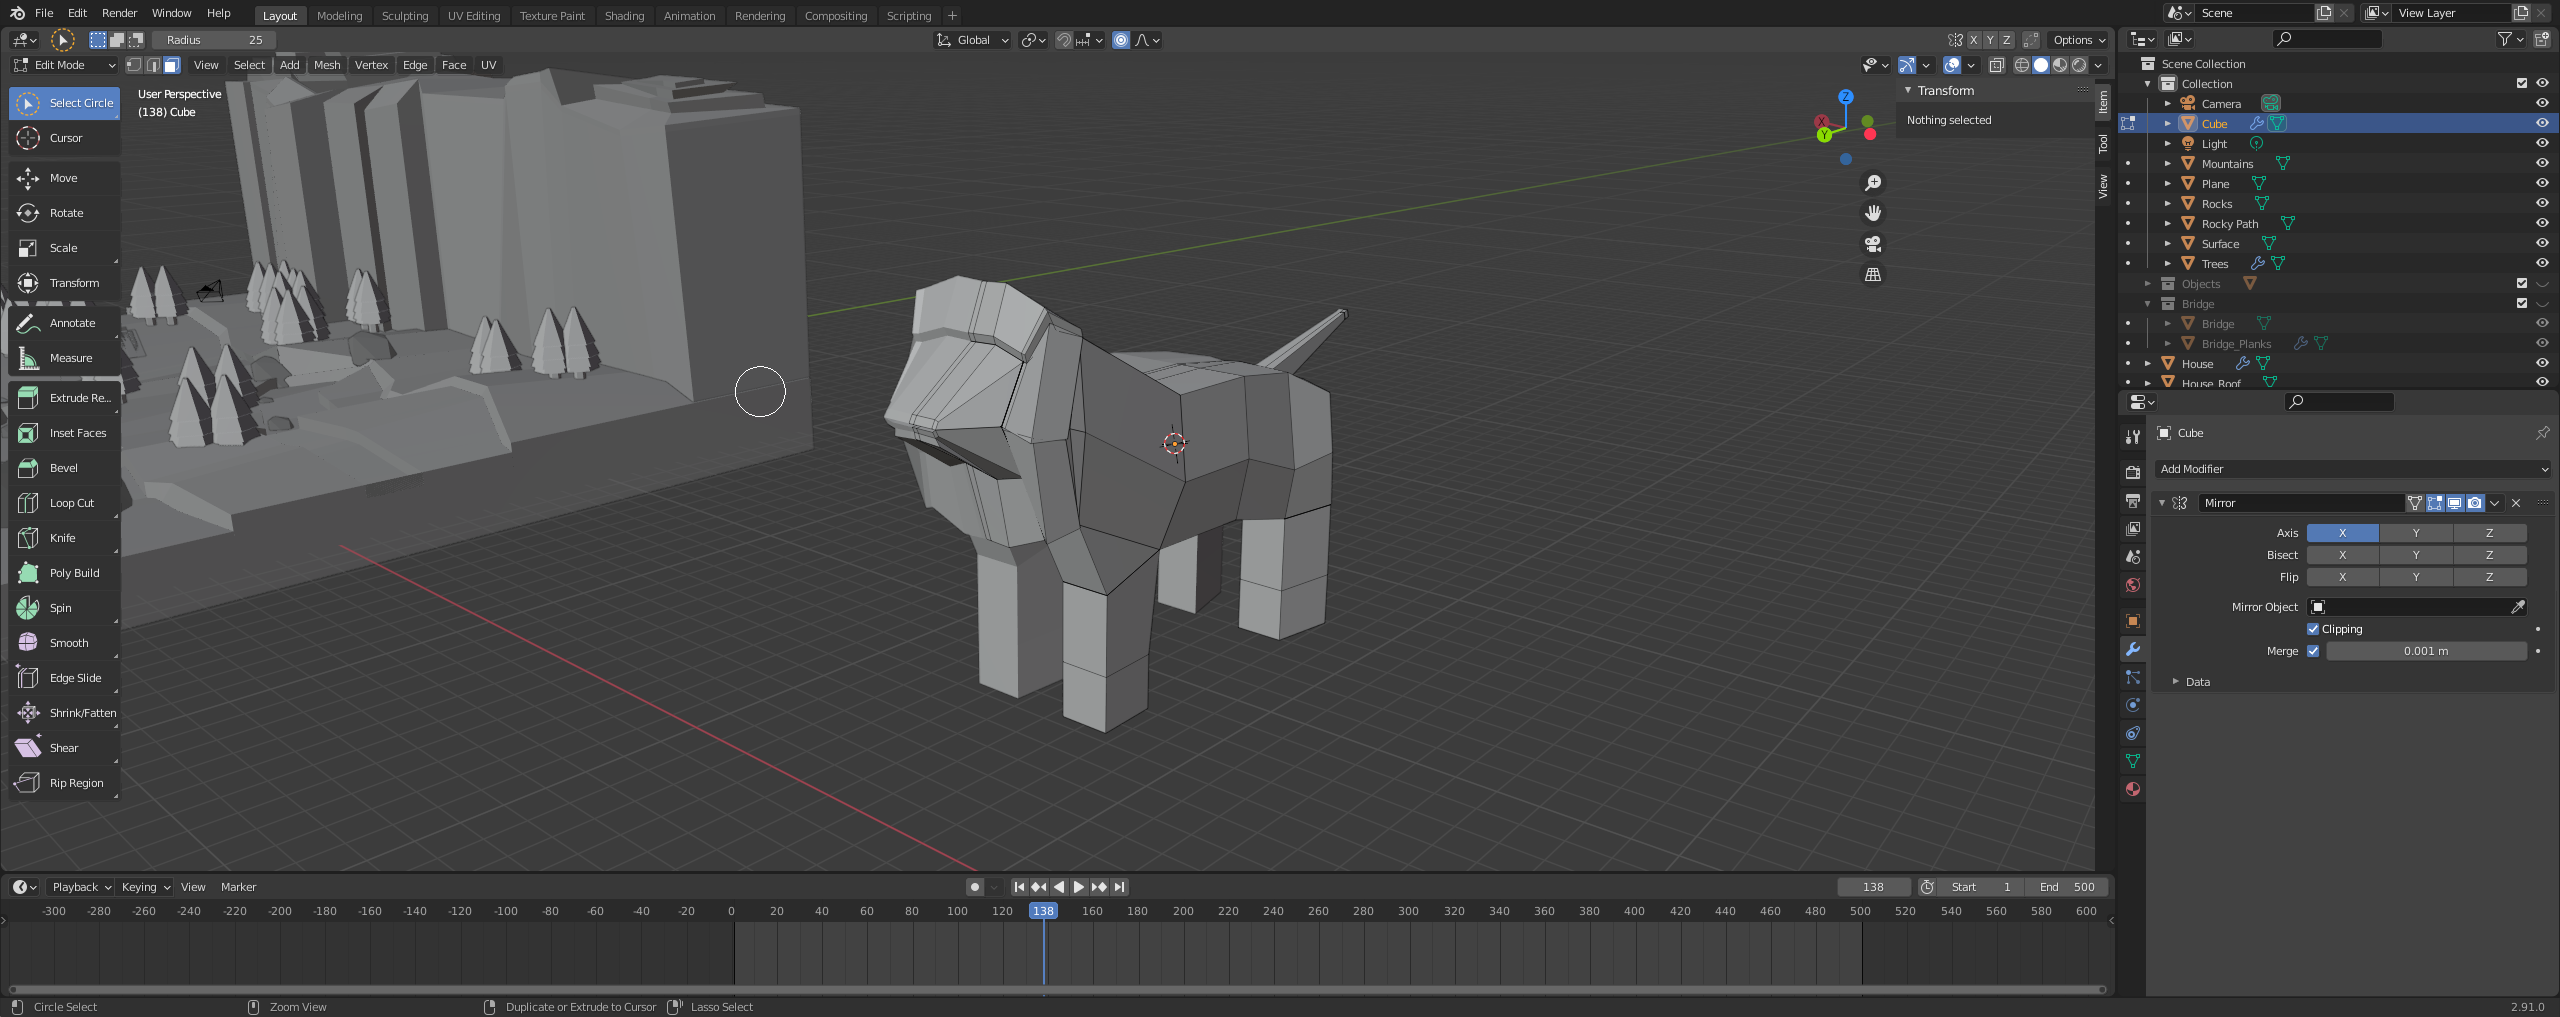 File Edit Render Window Help Layout Modeling Sculpting UV Editing Texture Paint Shading Animation Rendering Compositing Scripting + Scene View Layer
Radius 25 Global X Y Z Options
Edit Mode View Select Add Mesh Vertex Edge Face UV
User Perspective
(138) Cube
Select Circle
Cursor
Move
Rotate
Scale
Transform
Annotate
Measure
Extrude Re...
Inset Faces
Bevel
Loop Cut
Knife
Poly Build
Spin
Smooth
Edge Slide
Shrink/Fatten
Shear
Rip Region
Z
X
Y
Transform
Nothing selected
Item
Tool
View
Scene Collection
Collection
Camera
Cube
Light
Mountains
Plane
Rocks
Rocky Path
Surface
Trees
Objects
Bridge
Bridge
Bridge_Planks
House
House_Roof
Cube
Add Modifier
Mirror
Axis X Y Z
Bisect X Y Z
Flip X Y Z
Mirror Object
Clipping
Merge 0.001 m
Data
Playback Keying View Marker 138 Start 1 End 500
-300 -280 -260 -240 -220 -200 -180 -160 -140 -120 -100 -80 -60 -40 -20 0 20 40 60 80 100 120 138 160 180 200 220 240 260 280 300 320 340 360 380 400 420 440 460 480 500 520 540 560 580 600
Circle Select Zoom View Duplicate or Extrude to Cursor Lasso Select 2.91.0